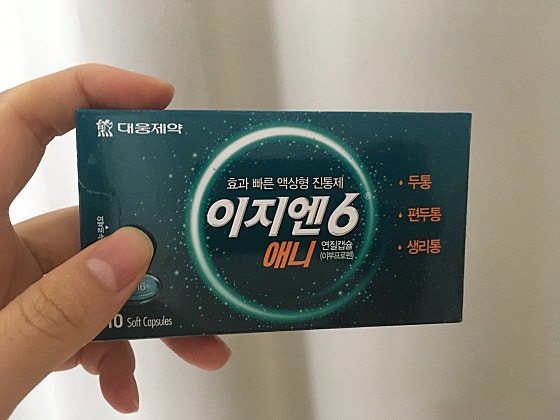 대웅제약
효과 빠른 액상형 진통제
이지엔6®
애니
연질캡슐
(이부프로펜)
• 두통
• 편두통
• 생리통
10 Soft Capsules